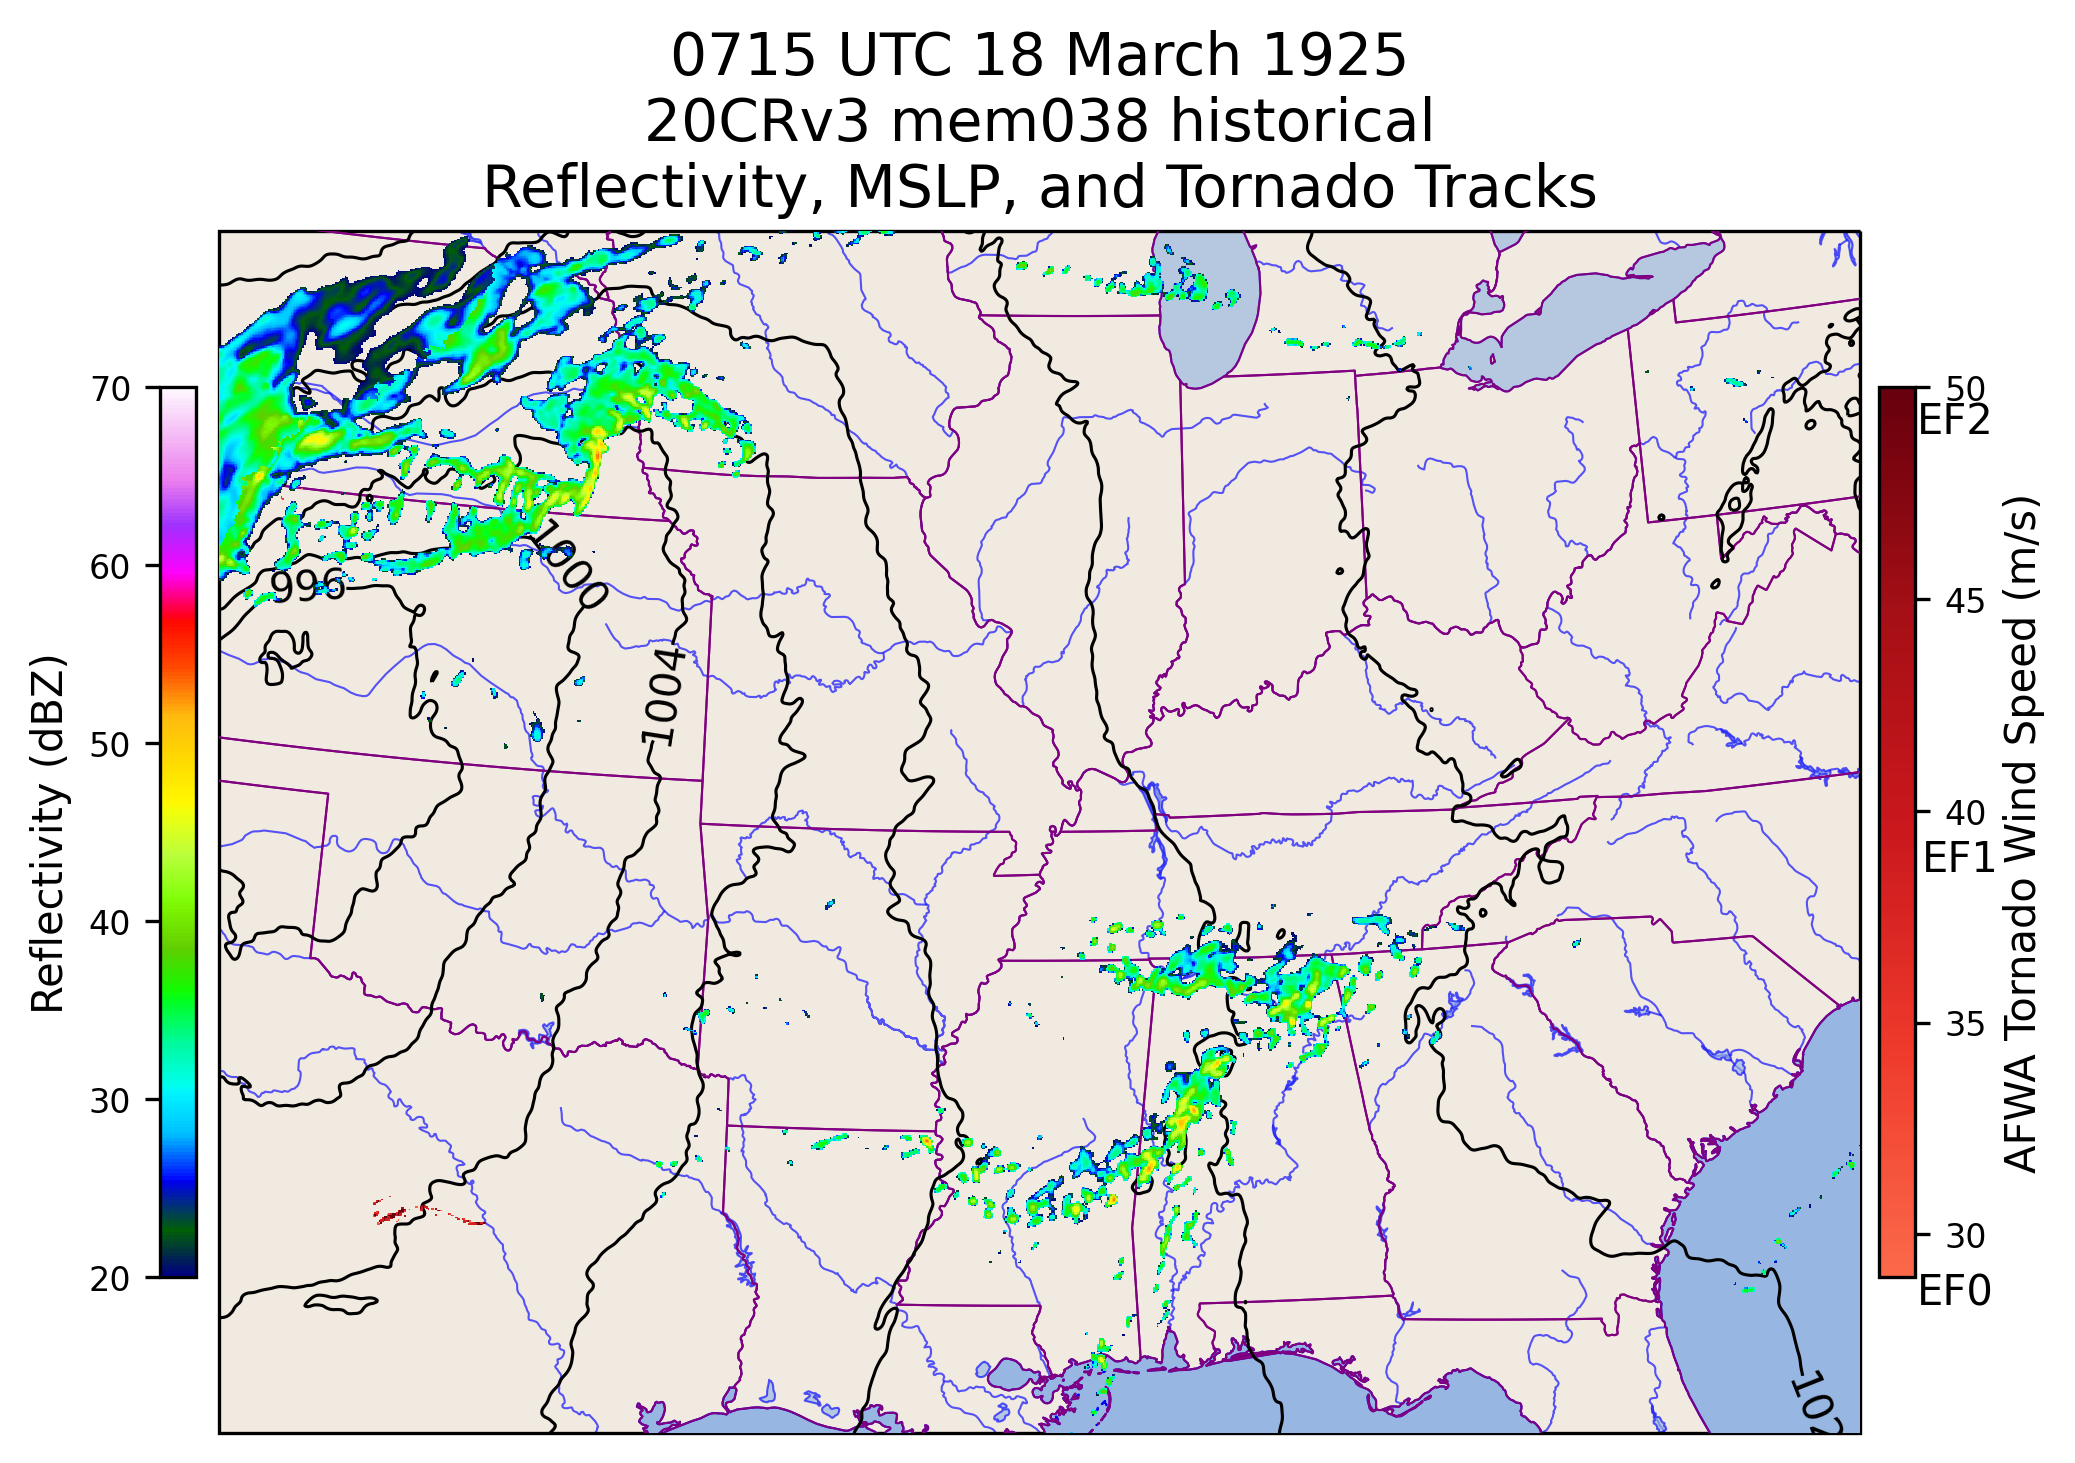 0715 UTC 18 March 1925
20CRv3 mem038 historical
Reflectivity, MSLP, and Tornado Tracks
Reflectivity (dBZ)
70
60
50
40
30
20
996
1000
1004
102
50
EF2
45
40
EF1
35
30
EF0
AFWA Tornado Wind Speed (m/s)